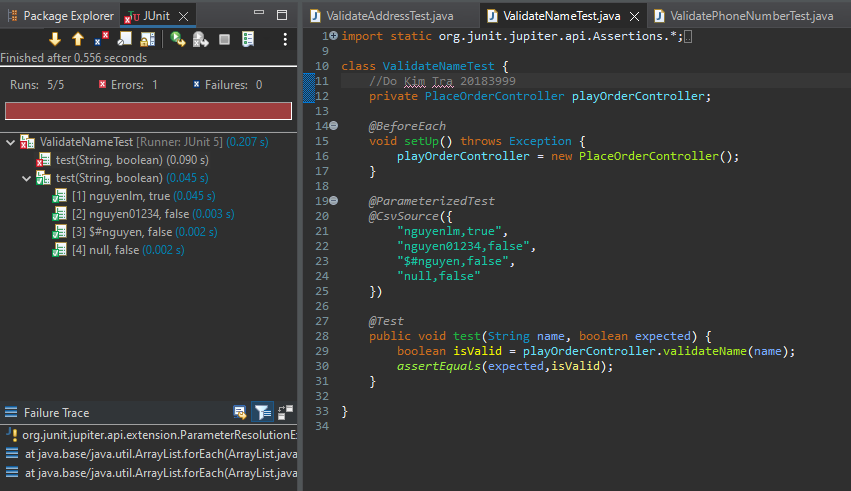 Package Explorer
JUnit
Finished after 0.556 seconds
Runs: 5/5
Errors: 1
Failures: 0
ValidateNameTest [Runner: JUnit 5] (0.207 s)
test(String, boolean) (0.090 s)
test(String, boolean) (0.045 s)
[1] nguyenlm, true (0.045 s)
[2] nguyen01234, false (0.003 s)
[3] $#nguyen, false (0.002 s)
[4] null, false (0.002 s)
Failure Trace
org.junit.jupiter.api.extension.ParameterResolutionE
at java.base/java.util.ArrayList.forEach(ArrayList.java
at java.base/java.util.ArrayList.forEach(ArrayList.java
ValidateAddressTest.java
ValidateNameTest.java
ValidatePhoneNumberTest.java
1 import static org.junit.jupiter.api.Assertions.*;
9
10 class ValidateNameTest {
11 //Do Kim Tra 20183999
12 private PlaceOrderController playOrderController;
13
14 @BeforeEach
15 void setUp() throws Exception {
16 playOrderController = new PlaceOrderController();
17 }
18
19 @ParameterizedTest
20 @CsvSource({
21 "nguyenlm,true",
22 "nguyen01234,false",
23 "$#nguyen,false",
24 "null,false"
25 })
26
27 @Test
28 public void test(String name, boolean expected) {
29 boolean isValid = playOrderController.validateName(name);
30 assertEquals(expected,isValid);
31 }
32
33 }
34